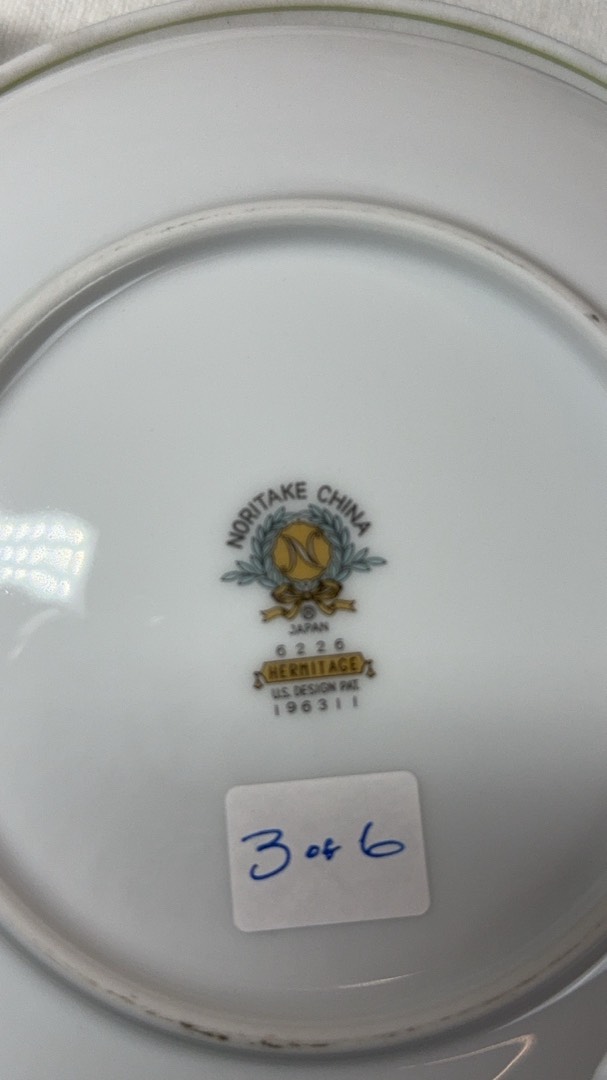 NORITAKE CHINA
N
®
JAPAN
6226
HERMITAGE
U.S. DESIGN PAT.
196311
3 of 6